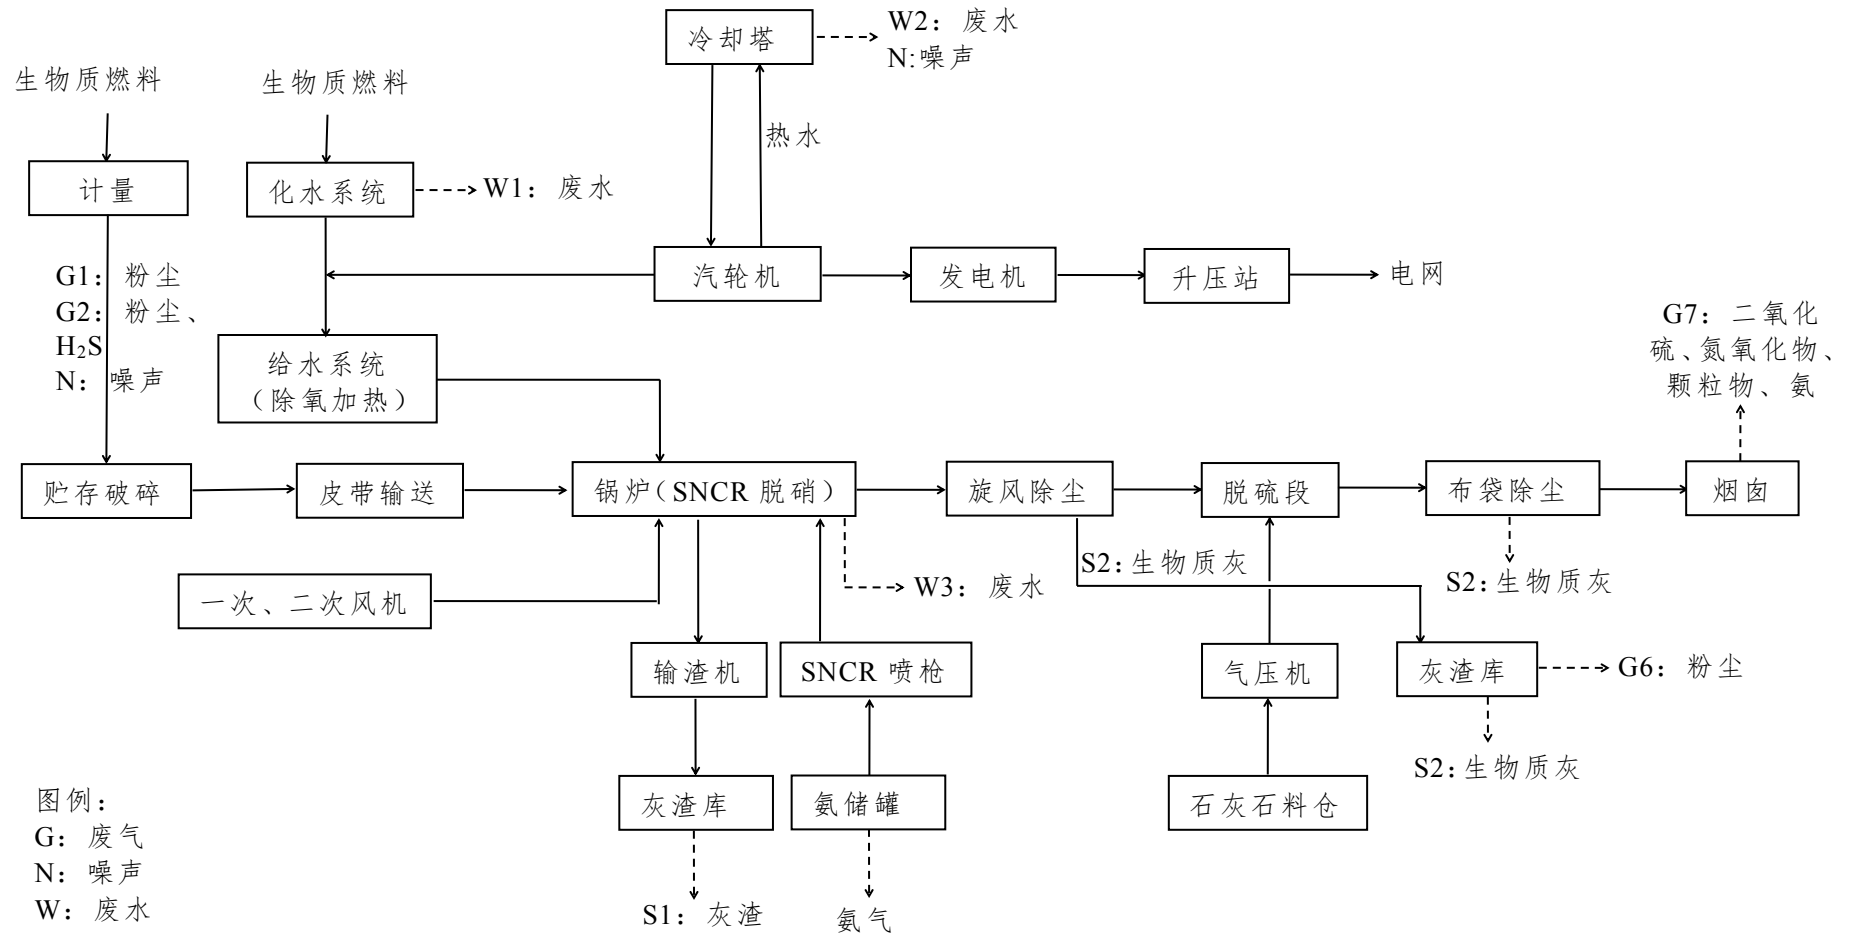 冷却塔
W2：废水
N:噪声
生物质燃料
生物质燃料
热水
计量
化水系统
W1：废水
G1：粉尘
G2：粉尘、
H₂S
N：噪声
汽轮机
发电机
升压站
电网
G7：二氧化
硫、氮氧化物、
颗粒物、氨
给水系统
（除氧加热）
贮存破碎
皮带输送
锅炉（SNCR 脱硝）
旋风除尘
脱硫段
布袋除尘
烟囱
S2：生物质灰
S2：生物质灰
一次、二次风机
W3：废水
输渣机
SNCR 喷枪
气压机
灰渣库
G6：粉尘
S2：生物质灰
灰渣库
氨储罐
石灰石料仓
S1：灰渣
氨气
图例：
G：废气
N：噪声
W：废水